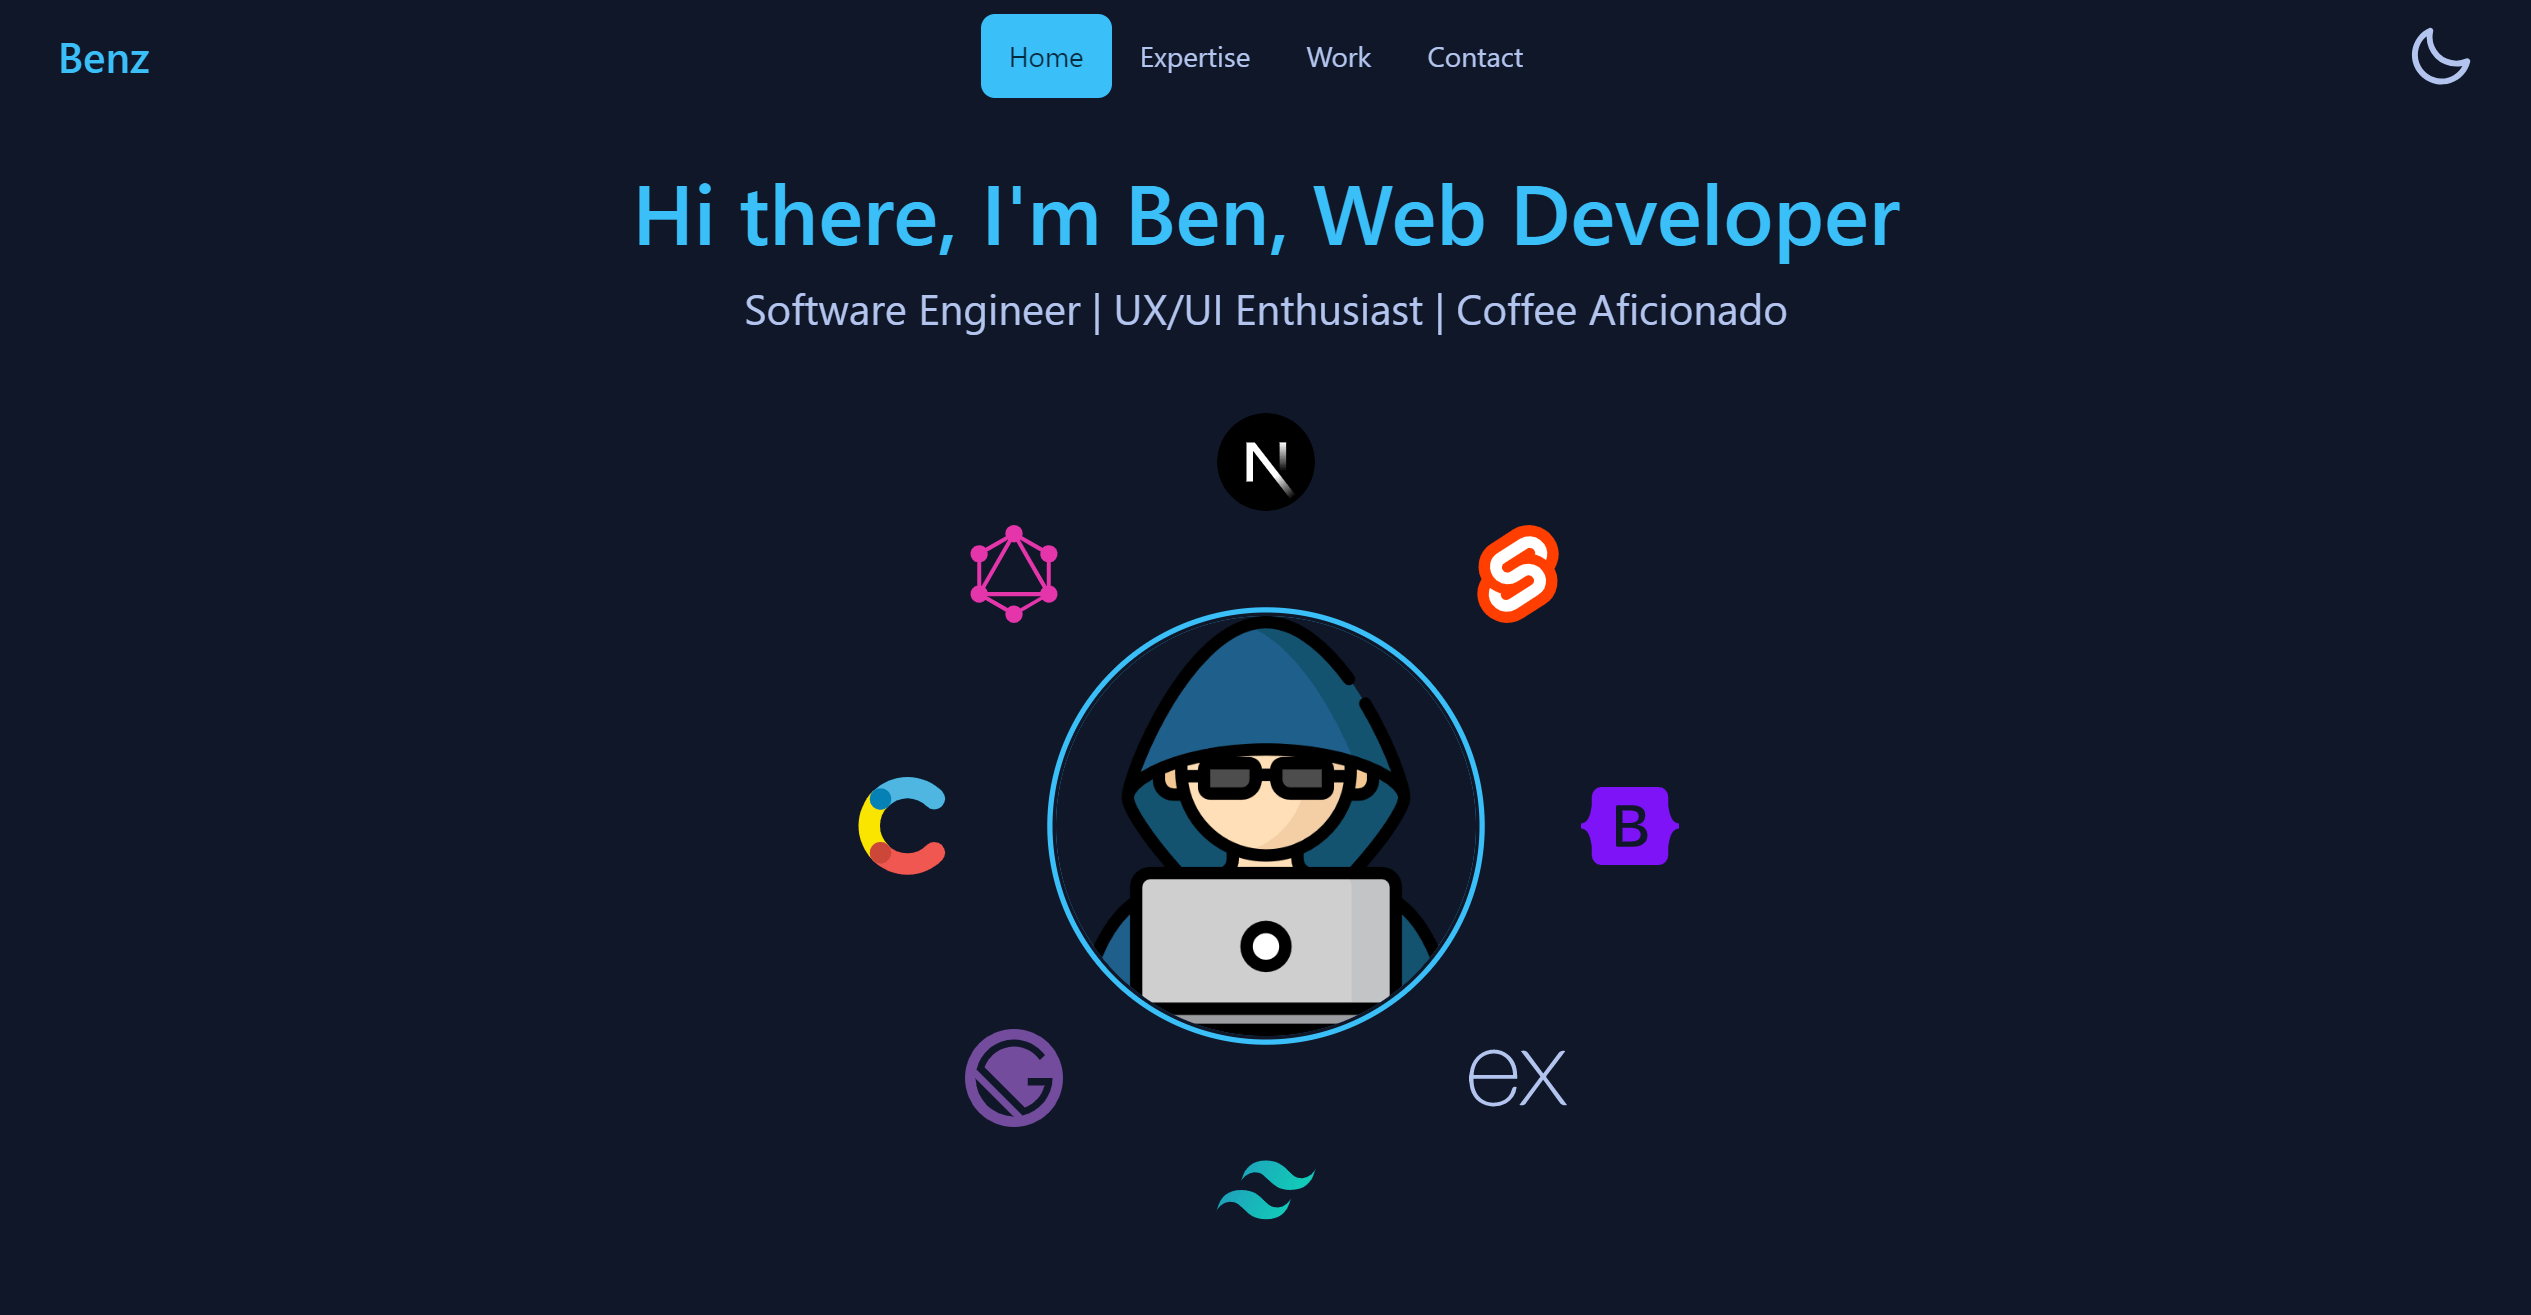 Benz
Home Expertise Work Contact
Hi there, I'm Ben, Web Developer
Software Engineer | UX/UI Enthusiast | Coffee Aficionado
N
S
C
B
G
ex